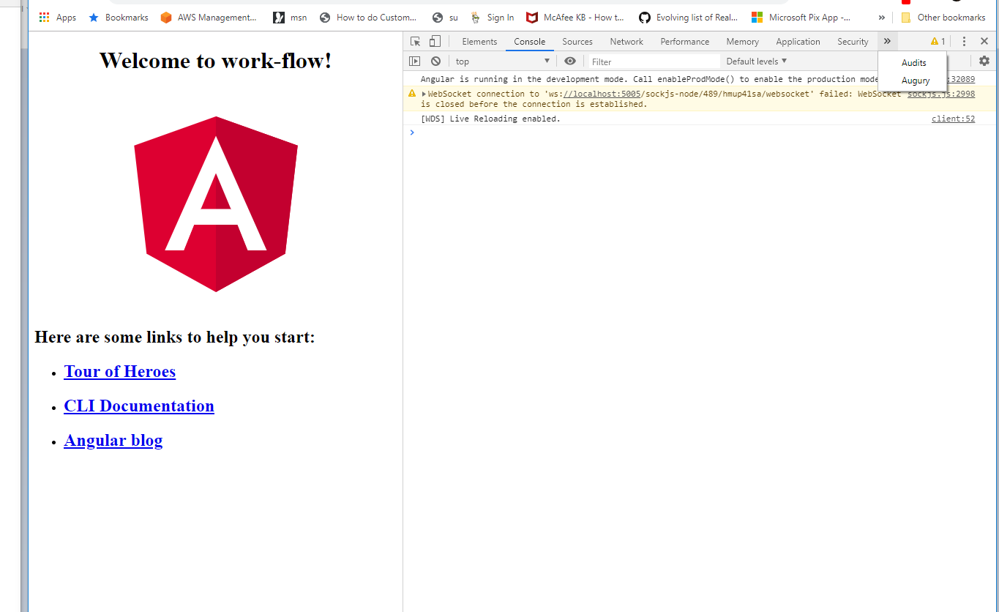 Apps Bookmarks AWS Management... msn How to do Custom... su Sign In McAfee KB - How t... Evolving list of Real... Microsoft Pix App -... » Other bookmarks
Welcome to work-flow!
A
Here are some links to help you start:
• Tour of Heroes
• CLI Documentation
• Angular blog
Elements Console Sources Network Performance Memory Application Security » 1
Audits
Augury
top Filter Default levels
Angular is running in the development mode. Call enableProdMode() to enable the production mode :32089
WebSocket connection to 'ws://localhost:5005/sockjs-node/489/hmup41sa/websocket' failed: WebSocket sockjs.js:2998
is closed before the connection is established.
[WDS] Live Reloading enabled. client:52